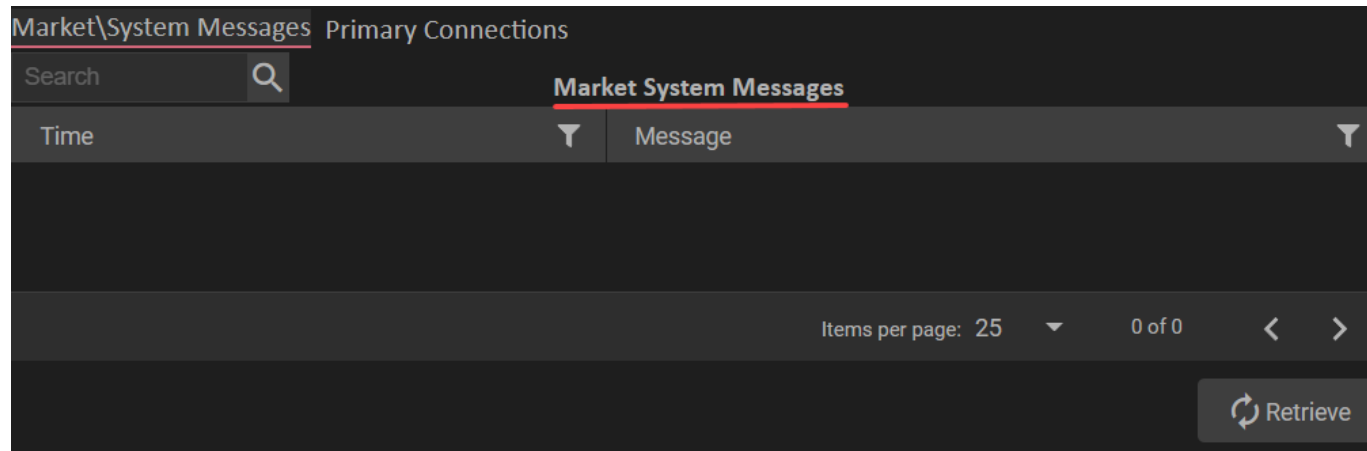 Market\System Messages Primary Connections
Search
Market System Messages
Time Message
Items per page: 25 0 of 0
Retrieve